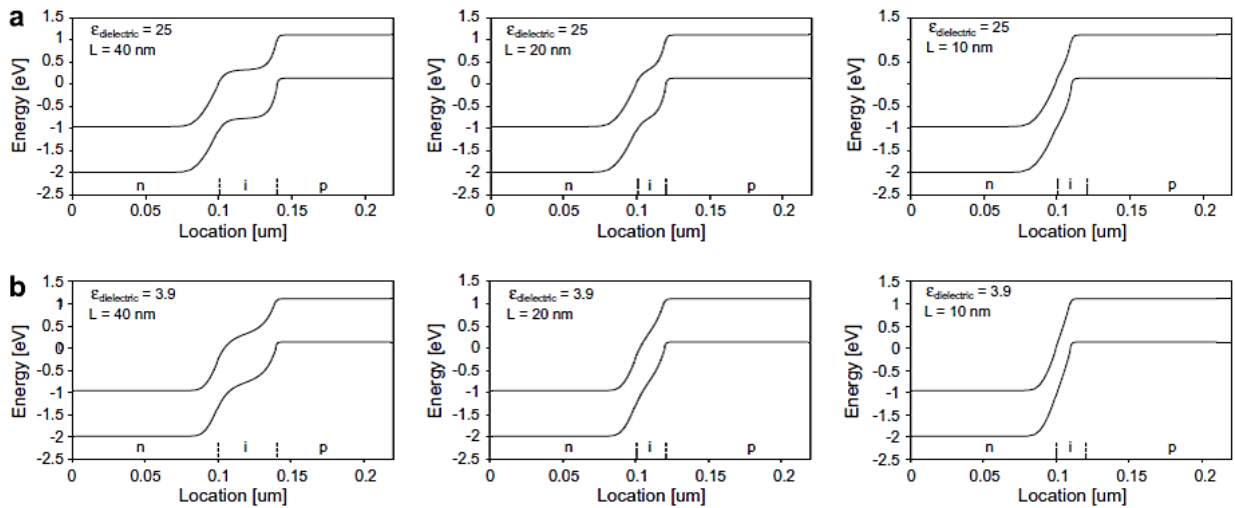 a
ε_dielectric = 25
L = 40 nm
Energy [eV]
1.5
1
0.5
0
-0.5
-1
-1.5
-2
-2.5
n i p
0 0.05 0.1 0.15 0.2
Location [um]
ε_dielectric = 25
L = 20 nm
Energy [eV]
1.5
1
0.5
0
-0.5
-1
-1.5
-2
-2.5
n i p
0 0.05 0.1 0.15 0.2
Location [um]
ε_dielectric = 25
L = 10 nm
Energy [eV]
1.5
1
0.5
0
-0.5
-1
-1.5
-2
-2.5
n i p
0 0.05 0.1 0.15 0.2
Location [um]
b
ε_dielectric = 3.9
L = 40 nm
Energy [eV]
1.5
1
0.5
0
-0.5
-1
-1.5
-2
-2.5
n i p
0 0.05 0.1 0.15 0.2
Location [um]
ε_dielectric = 3.9
L = 20 nm
Energy [eV]
1.5
1
0.5
0
-0.5
-1
-1.5
-2
-2.5
n i p
0 0.05 0.1 0.15 0.2
Location [um]
ε_dielectric = 3.9
L = 10 nm
Energy [eV]
1.5
1
0.5
0
-0.5
-1
-1.5
-2
-2.5
n i p
0 0.05 0.1 0.15 0.2
Location [um]